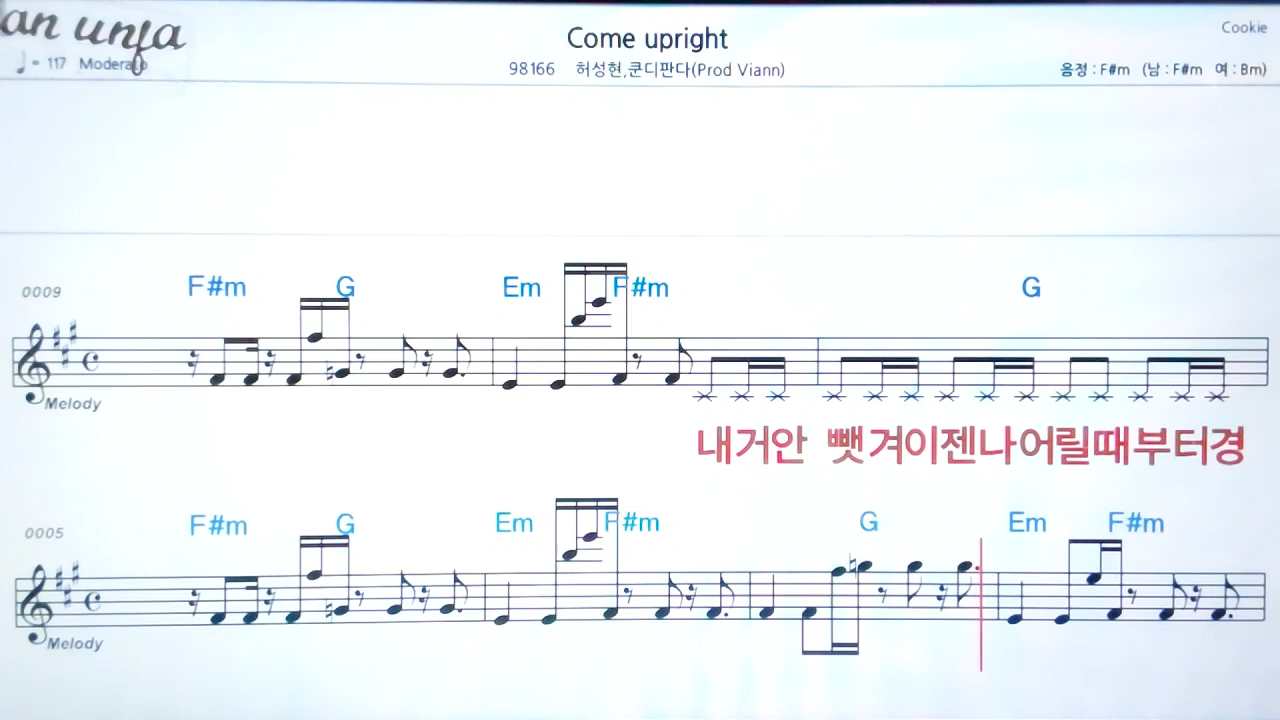 an unfa
Come upright
Cookie
♩= 117 Moderato
98166 허성현,쿤디판다(Prod Viann)
음정 : F#m (남 : F#m 여 : Bm)
0009 F#m G Em F#m G
Melody
내거안 뺏겨이젠나어릴때부터경
0005 F#m G Em F#m G Em F#m
Melody